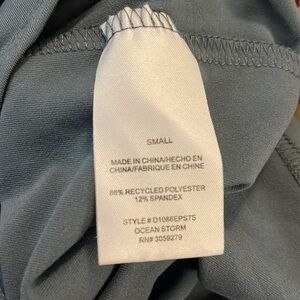 SMALL
MADE IN CHINA/HECHO EN
CHINA/FABRIQUE EN CHINE
88% RECYCLED POLYESTER
12% SPANDEX
STYLE # D1086EPST5
OCEAN STORM
RN# 3059279